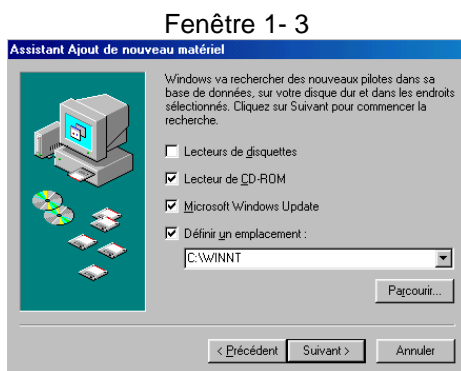 Fenêtre 1- 3
Assistant Ajout de nouveau matériel
Windows va rechercher des nouveaux pilotes dans sa
base de données, sur votre disque dur et dans les endroits
sélectionnés. Cliquez sur Suivant pour commencer la
recherche.
Lecteurs de disquettes
Lecteur de CD-ROM
Microsoft Windows Update
Définir un emplacement :
C:\WINNT
Parcourir...
< Précédent
Suivant >
Annuler